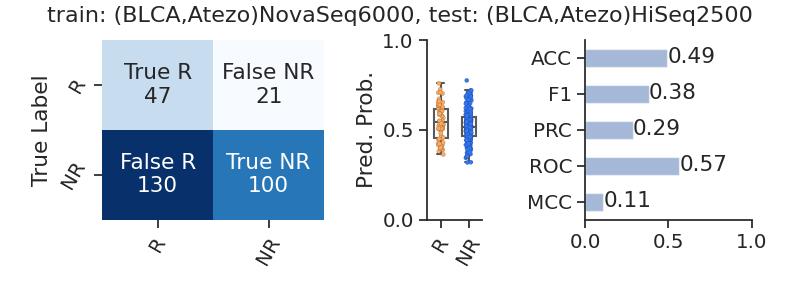 train: (BLCA,Atezo)NovaSeq6000, test: (BLCA,Atezo)HiSeq2500
True Label
R
NR
True R
47
False NR
21
False R
130
True NR
100
R
NR
Pred. Prob.
1.0
0.5
0.0
R
NR
ACC
0.49
F1
0.38
PRC
0.29
ROC
0.57
MCC
0.11
0.0
0.5
1.0